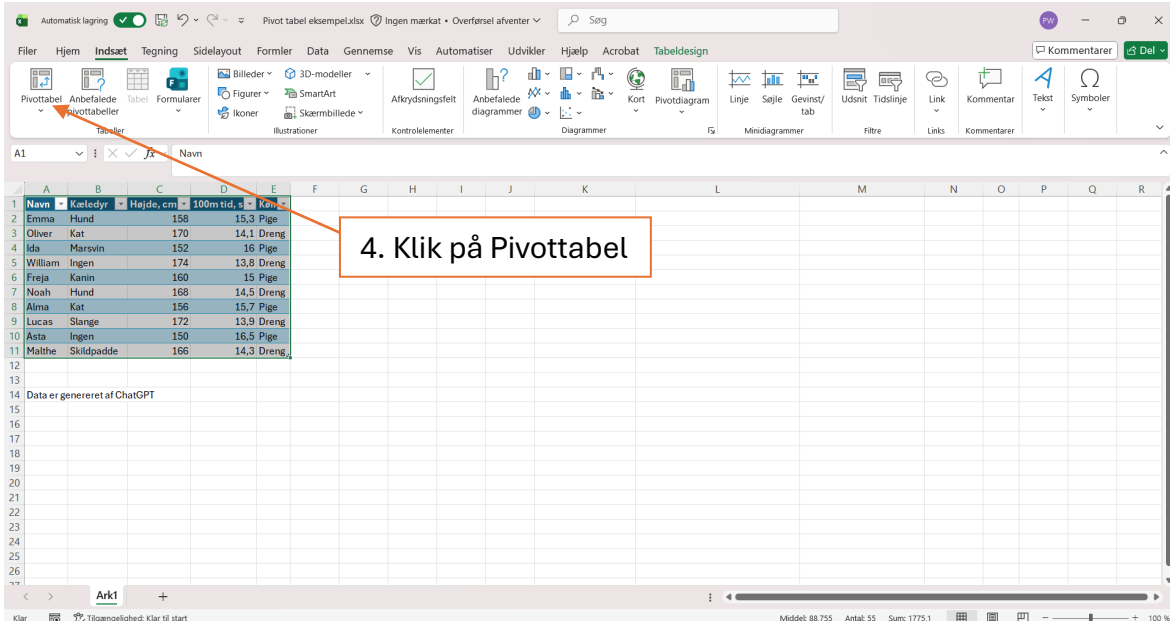 Automatisk lagring
Pivot tabel eksempel.xlsx Ingen mærkat • Overførsel afventer
Søg
PW
Filer Hjem Indsæt Tegning Sidelayout Formler Data Gennemse Vis Automatiser Udvikler Hjælp Acrobat Tabeldesign
Kommentarer Del
Pivottabel
Anbefalede pivottabeller
Tabel
Formularer
Tabeller
Billeder
Figurer
Ikoner
3D-modeller
SmartArt
Skærmbillede
Illustrationer
Afkrydsningsfelt
Kontrolelementer
Anbefalede diagrammer
Kort
Pivotdiagram
Diagrammer
Linje
Søjle
Gevinst/tab
Minidiagrammer
Udsnit
Tidslinje
Filtre
Link
Links
Kommentar
Kommentarer
Tekst
Symboler
A1 fx Navn
A B C D E F G H I J K L M N O P Q R
1 Navn Kæledyr Højde, cm 100m tid, s Køn
2 Emma Hund 158 15,3 Pige
3 Oliver Kat 170 14,1 Dreng
4 Ida Marsvin 152 16 Pige
5 William Ingen 174 13,8 Dreng
6 Freja Kanin 160 15 Pige
7 Noah Hund 168 14,5 Dreng
8 Alma Kat 156 15,7 Pige
9 Lucas Slange 172 13,9 Dreng
10 Asta Ingen 150 16,5 Pige
11 Malthe Skildpadde 166 14,3 Dreng
4. Klik på Pivottabel
12
13
14 Data er genereret af ChatGPT
15
16
17
18
19
20
21
22
23
24
25
26
27
Ark1 +
Klar Tilgængelighed: Klar til start Middel: 88.755 Antal: 55 Sum: 1775.1 100 %